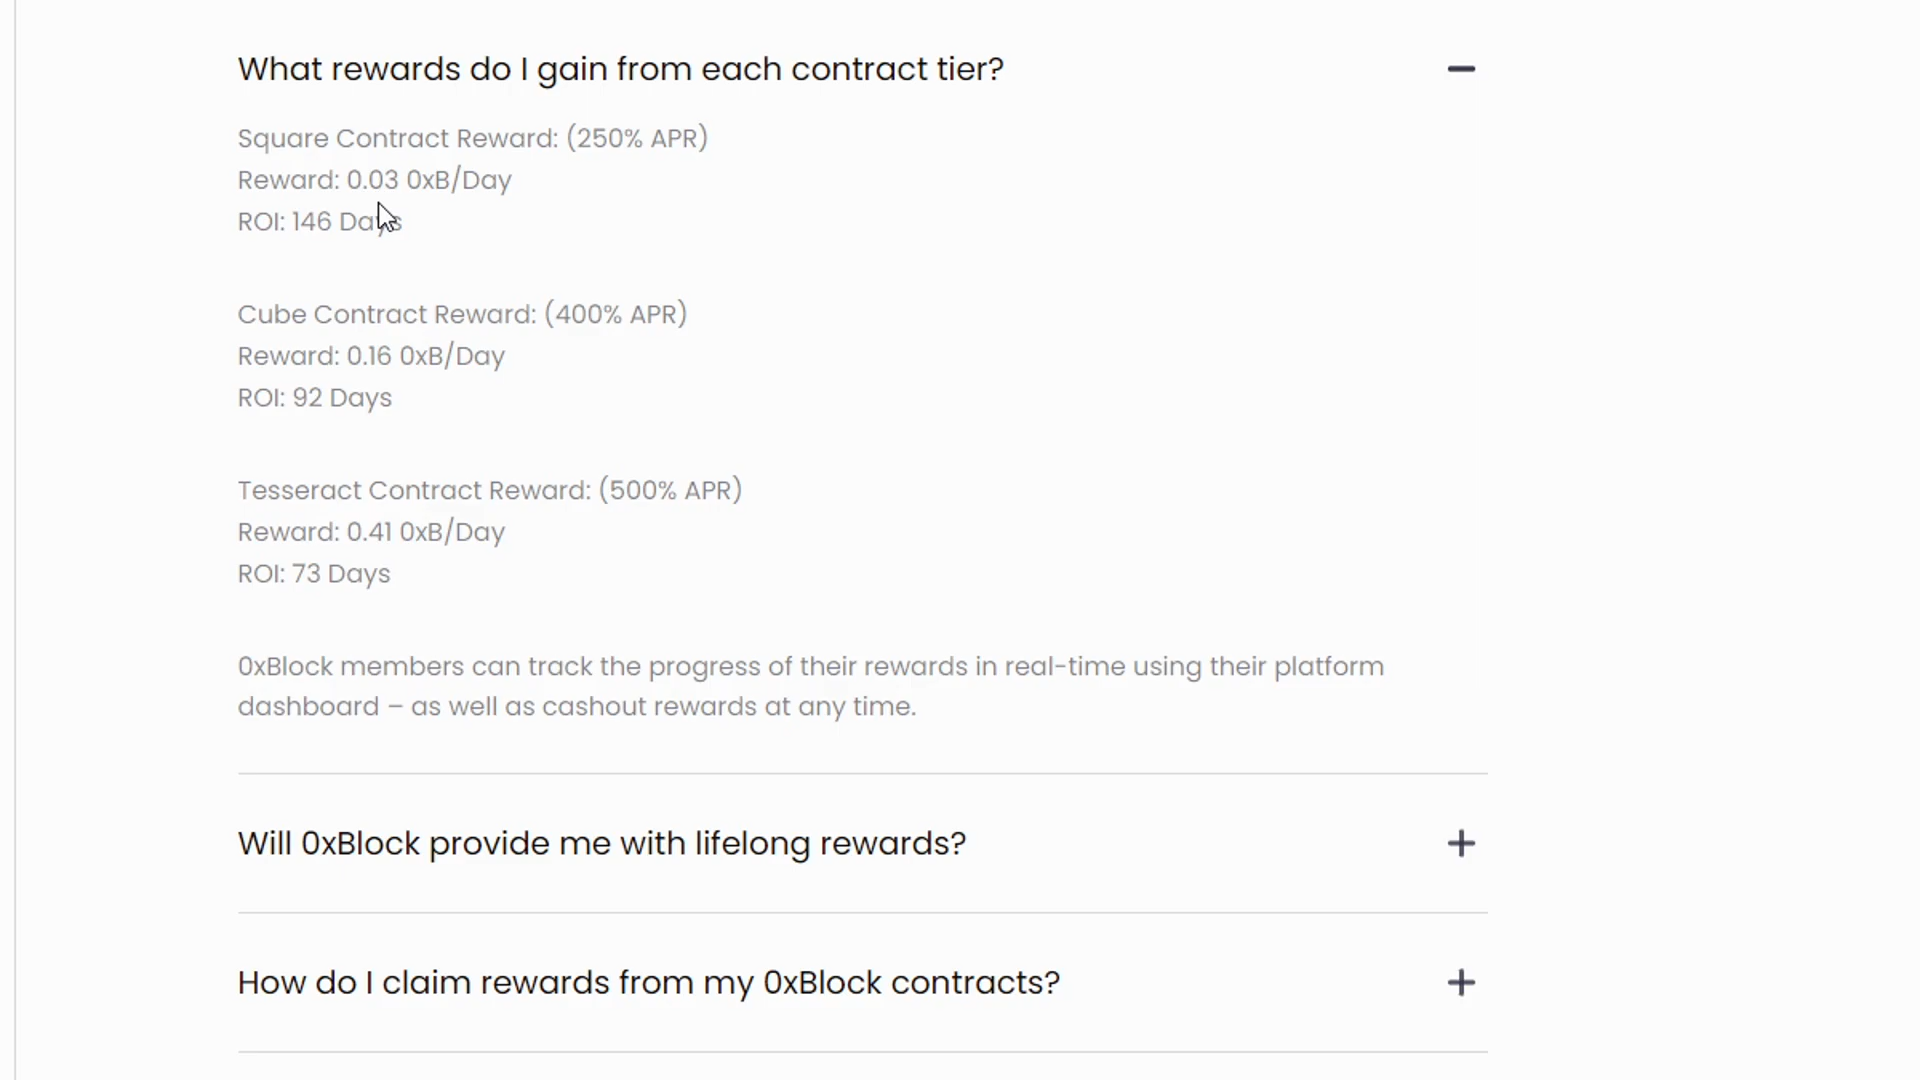 What rewards do I gain from each contract tier?
Square Contract Reward: (250% APR)
Reward: 0.03 0xB/Day
ROI: 146 Days
Cube Contract Reward: (400% APR)
Reward: 0.16 0xB/Day
ROI: 92 Days
Tesseract Contract Reward: (500% APR)
Reward: 0.41 0xB/Day
ROI: 73 Days
0xBlock members can track the progress of their rewards in real-time using their platform
dashboard – as well as cashout rewards at any time.
Will 0xBlock provide me with lifelong rewards?
How do I claim rewards from my 0xBlock contracts?